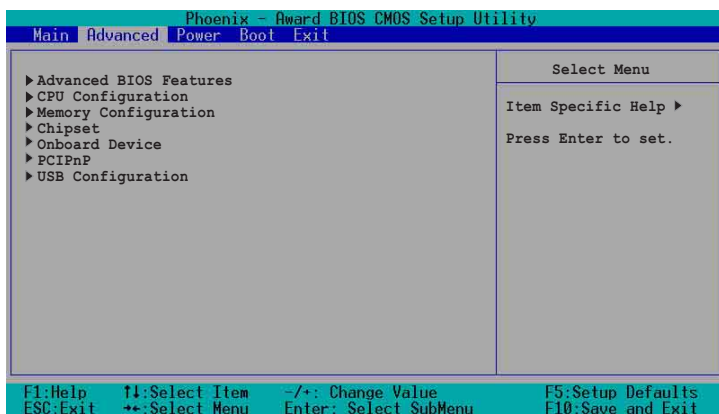 Phoenix - Award BIOS CMOS Setup Utility
Main Advanced Power Boot Exit
Advanced BIOS Features
CPU Configuration
Memory Configuration
Chipset
Onboard Device
PCIPnP
USB Configuration
Select Menu
Item Specific Help ▶
Press Enter to set.
F1:Help ↑↓:Select Item -/+: Change Value F5:Setup Defaults
ESC:Exit →←:Select Menu Enter: Select SubMenu F10:Save and Exit